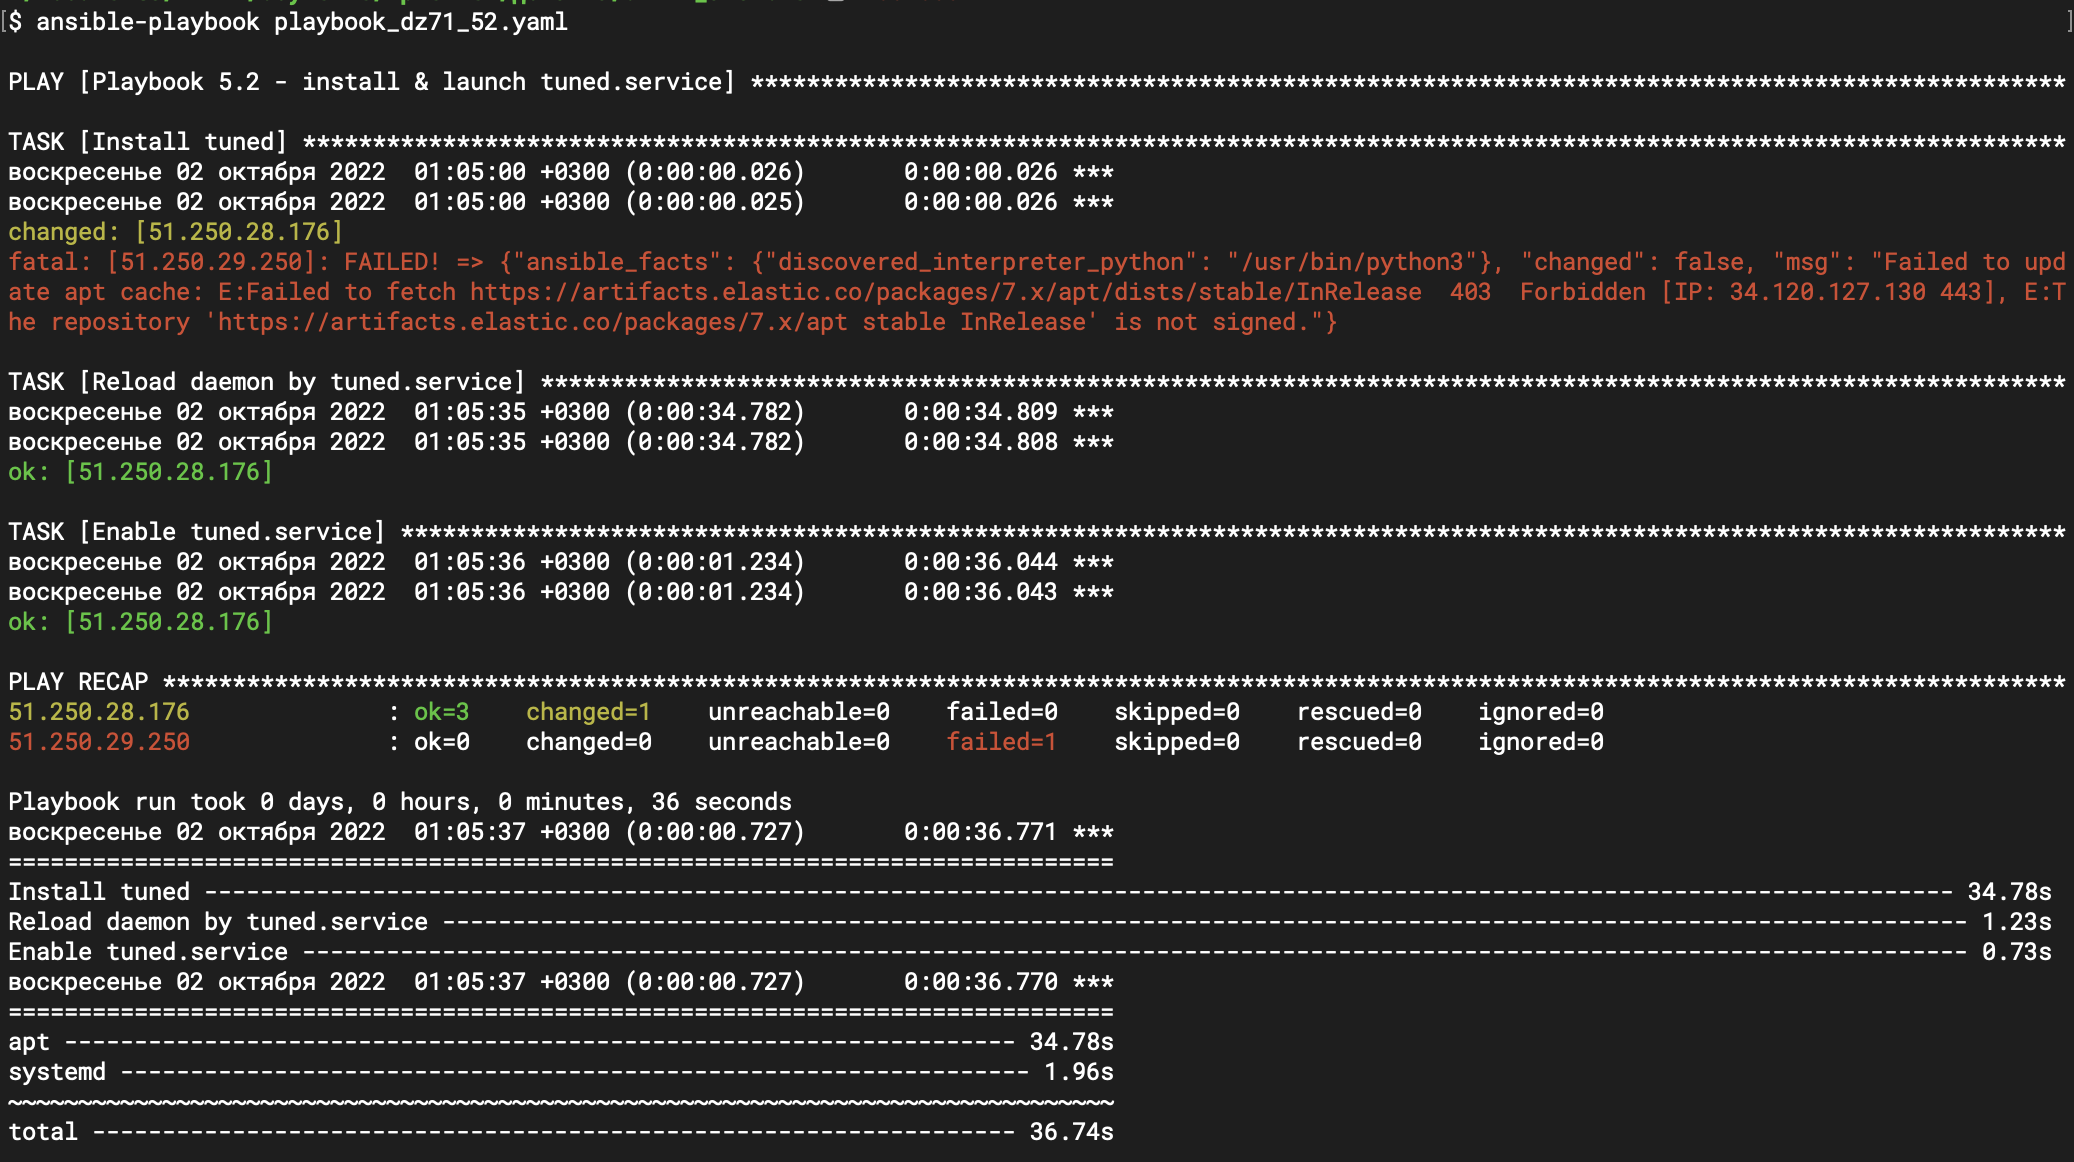 [$ ansible-playbook playbook_dz71_52.yaml ]
PLAY [Playbook 5.2 - install & launch tuned.service] **********************************************************************************************
TASK [Install tuned] ******************************************************************************************************************************
воскресенье 02 октября 2022  01:05:00 +0300 (0:00:00.026)       0:00:00.026 ***
воскресенье 02 октября 2022  01:05:00 +0300 (0:00:00.025)       0:00:00.026 ***
changed: [51.250.28.176]
fatal: [51.250.29.250]: FAILED! => {"ansible_facts": {"discovered_interpreter_python": "/usr/bin/python3"}, "changed": false, "msg": "Failed to upd
ate apt cache: E:Failed to fetch https://artifacts.elastic.co/packages/7.x/apt/dists/stable/InRelease  403  Forbidden [IP: 34.120.127.130 443], E:T
he repository 'https://artifacts.elastic.co/packages/7.x/apt stable InRelease' is not signed."}
TASK [Reload daemon by tuned.service] *************************************************************************************************************
воскресенье 02 октября 2022  01:05:35 +0300 (0:00:34.782)       0:00:34.809 ***
воскресенье 02 октября 2022  01:05:35 +0300 (0:00:34.782)       0:00:34.808 ***
ok: [51.250.28.176]
TASK [Enable tuned.service] ***********************************************************************************************************************
воскресенье 02 октября 2022  01:05:36 +0300 (0:00:01.234)       0:00:36.044 ***
воскресенье 02 октября 2022  01:05:36 +0300 (0:00:01.234)       0:00:36.043 ***
ok: [51.250.28.176]
PLAY RECAP ****************************************************************************************************************************************
51.250.28.176              : ok=3    changed=1    unreachable=0    failed=0    skipped=0    rescued=0    ignored=0
51.250.29.250              : ok=0    changed=0    unreachable=0    failed=1    skipped=0    rescued=0    ignored=0
Playbook run took 0 days, 0 hours, 0 minutes, 36 seconds
воскресенье 02 октября 2022  01:05:37 +0300 (0:00:00.727)       0:00:36.771 ***
===============================================================================
Install tuned ----------------------------------------------------------------------------------------------------------------------------- 34.78s
Reload daemon by tuned.service ------------------------------------------------------------------------------------------------------------- 1.23s
Enable tuned.service ----------------------------------------------------------------------------------------------------------------------- 0.73s
воскресенье 02 октября 2022  01:05:37 +0300 (0:00:00.727)       0:00:36.770 ***
===============================================================================
apt -------------------------------------------------------------------- 34.78s
systemd ----------------------------------------------------------------- 1.96s
~~~~~~~~~~~~~~~~~~~~~~~~~~~~~~~~~~~~~~~~~~~~~~~~~~~~~~~~~~~~~~~~~~~~~~~~~~~~~~~
total ------------------------------------------------------------------ 36.74s